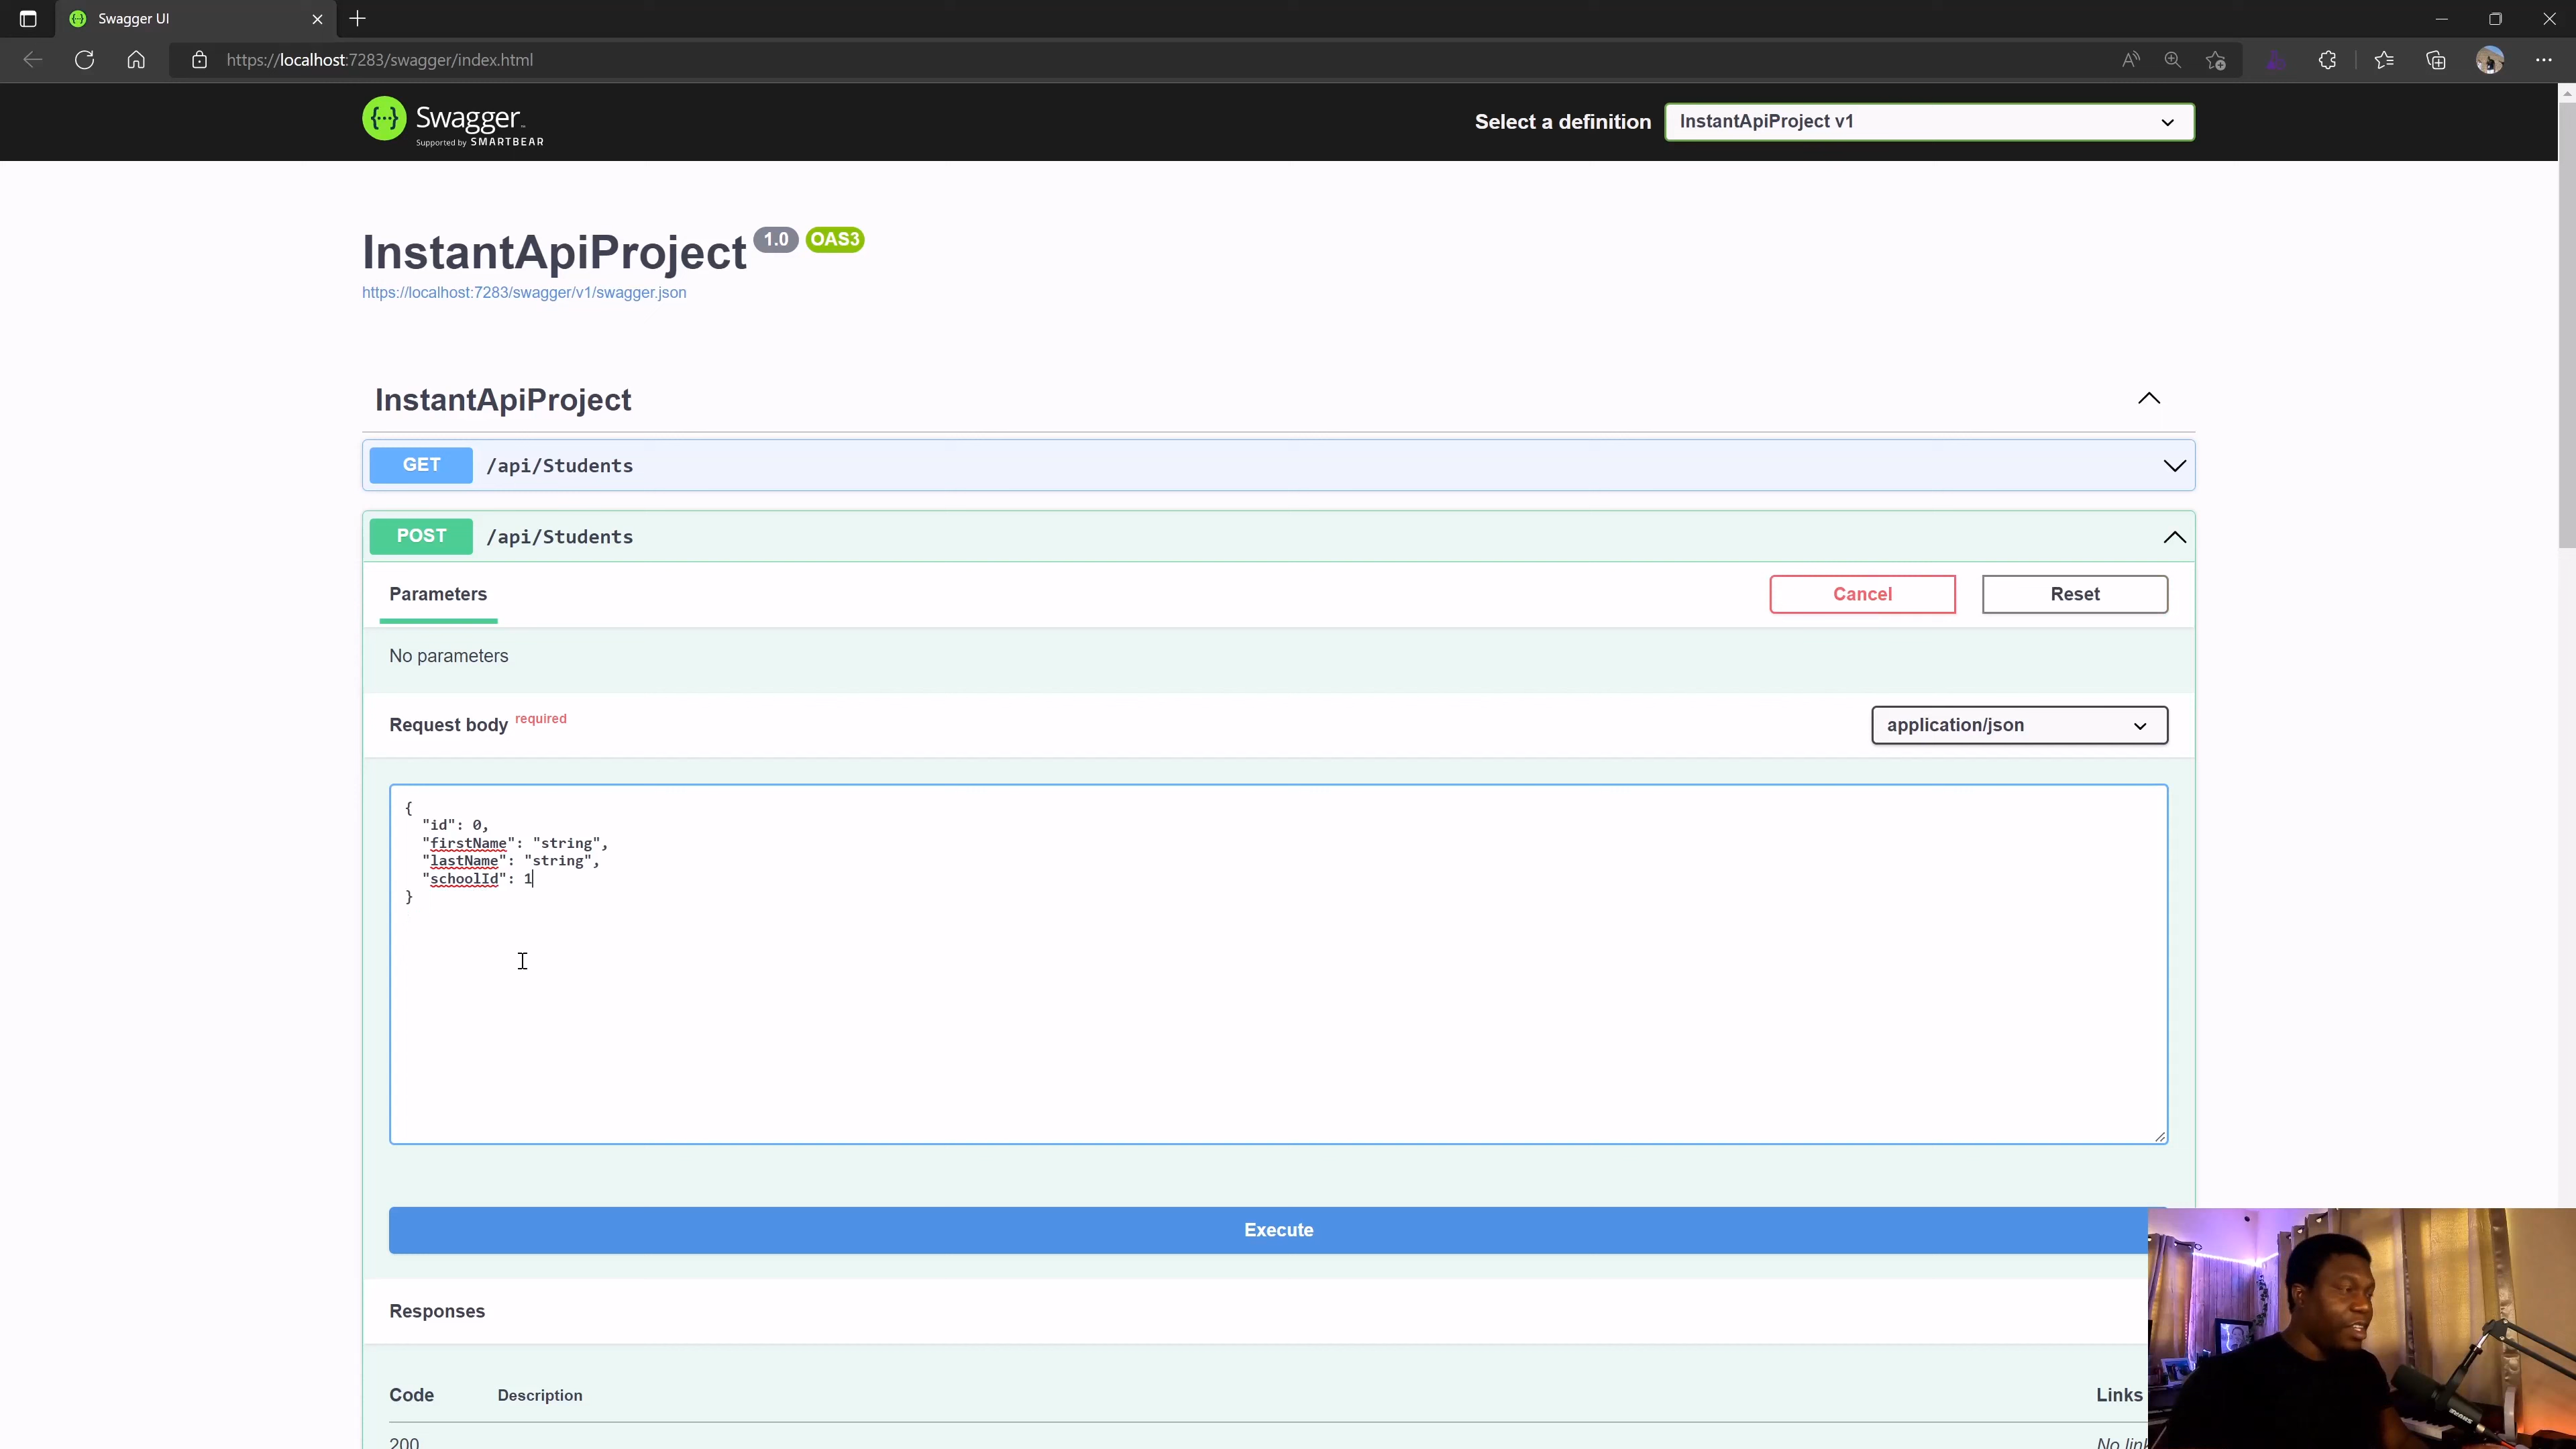 Swagger UI
https://localhost:7283/swagger/index.html
Swagger
Supported by SMARTBEAR
Select a definition
InstantApiProject v1
InstantApiProject 1.0 OAS3
https://localhost:7283/swagger/v1/swagger.json
InstantApiProject
GET /api/Students
POST /api/Students
Parameters
Cancel
Reset
No parameters
Request body required
application/json
{
"id": 0,
"firstName": "string",
"lastName": "string",
"schoolId": 1
}
Execute
Responses
Code Description Links
200 No